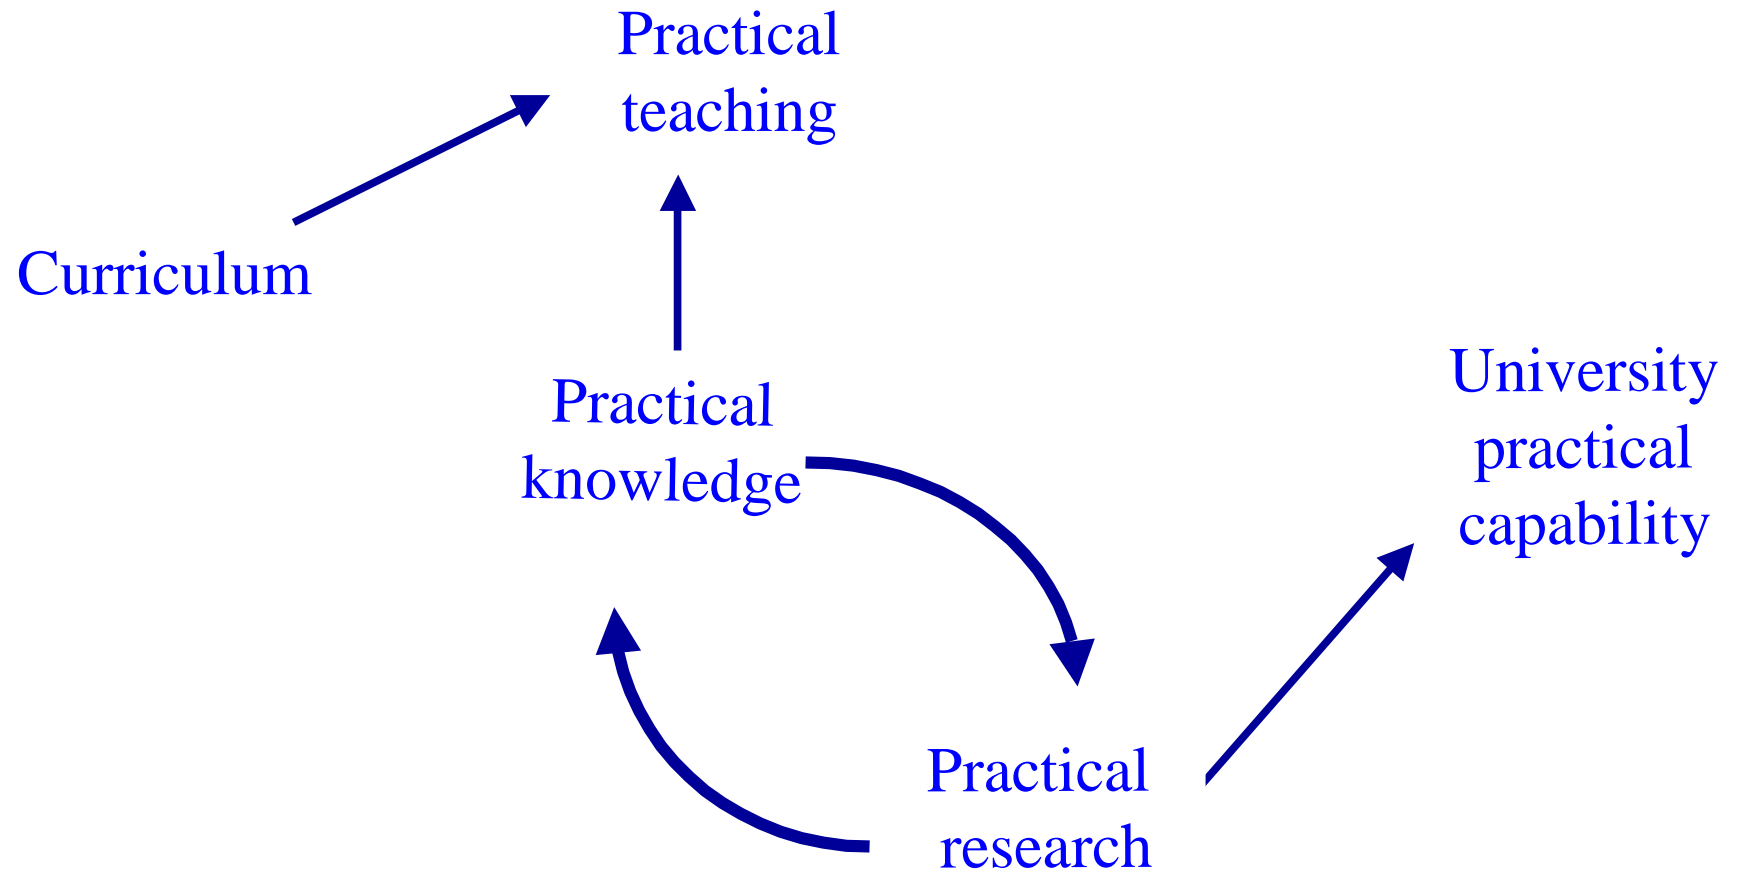 Practical
teaching
Curriculum
Practical
knowledge
University
practical
capability
Practical
research